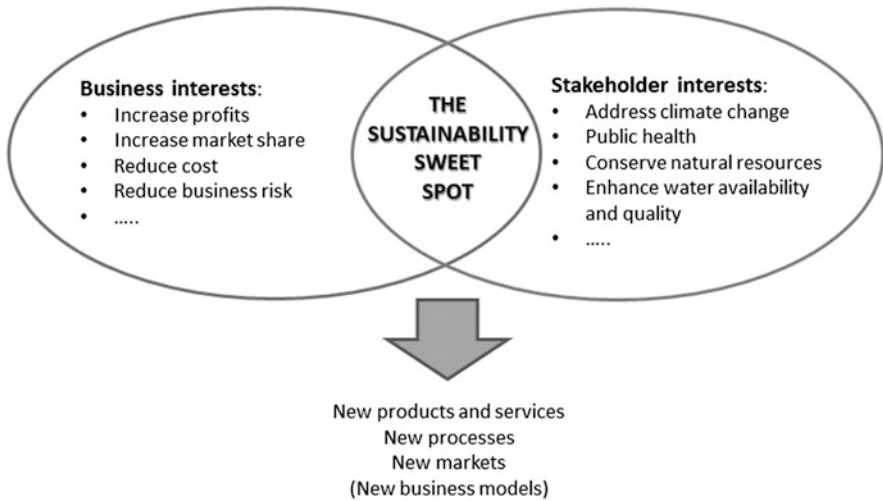 Business interests:
• Increase profits
• Increase market share
• Reduce cost
• Reduce business risk
• …..
THE
SUSTAINABILITY
SWEET
SPOT
Stakeholder interests:
• Address climate change
• Public health
• Conserve natural resources
• Enhance water availability
and quality
• …..
New products and services
New processes
New markets
(New business models)